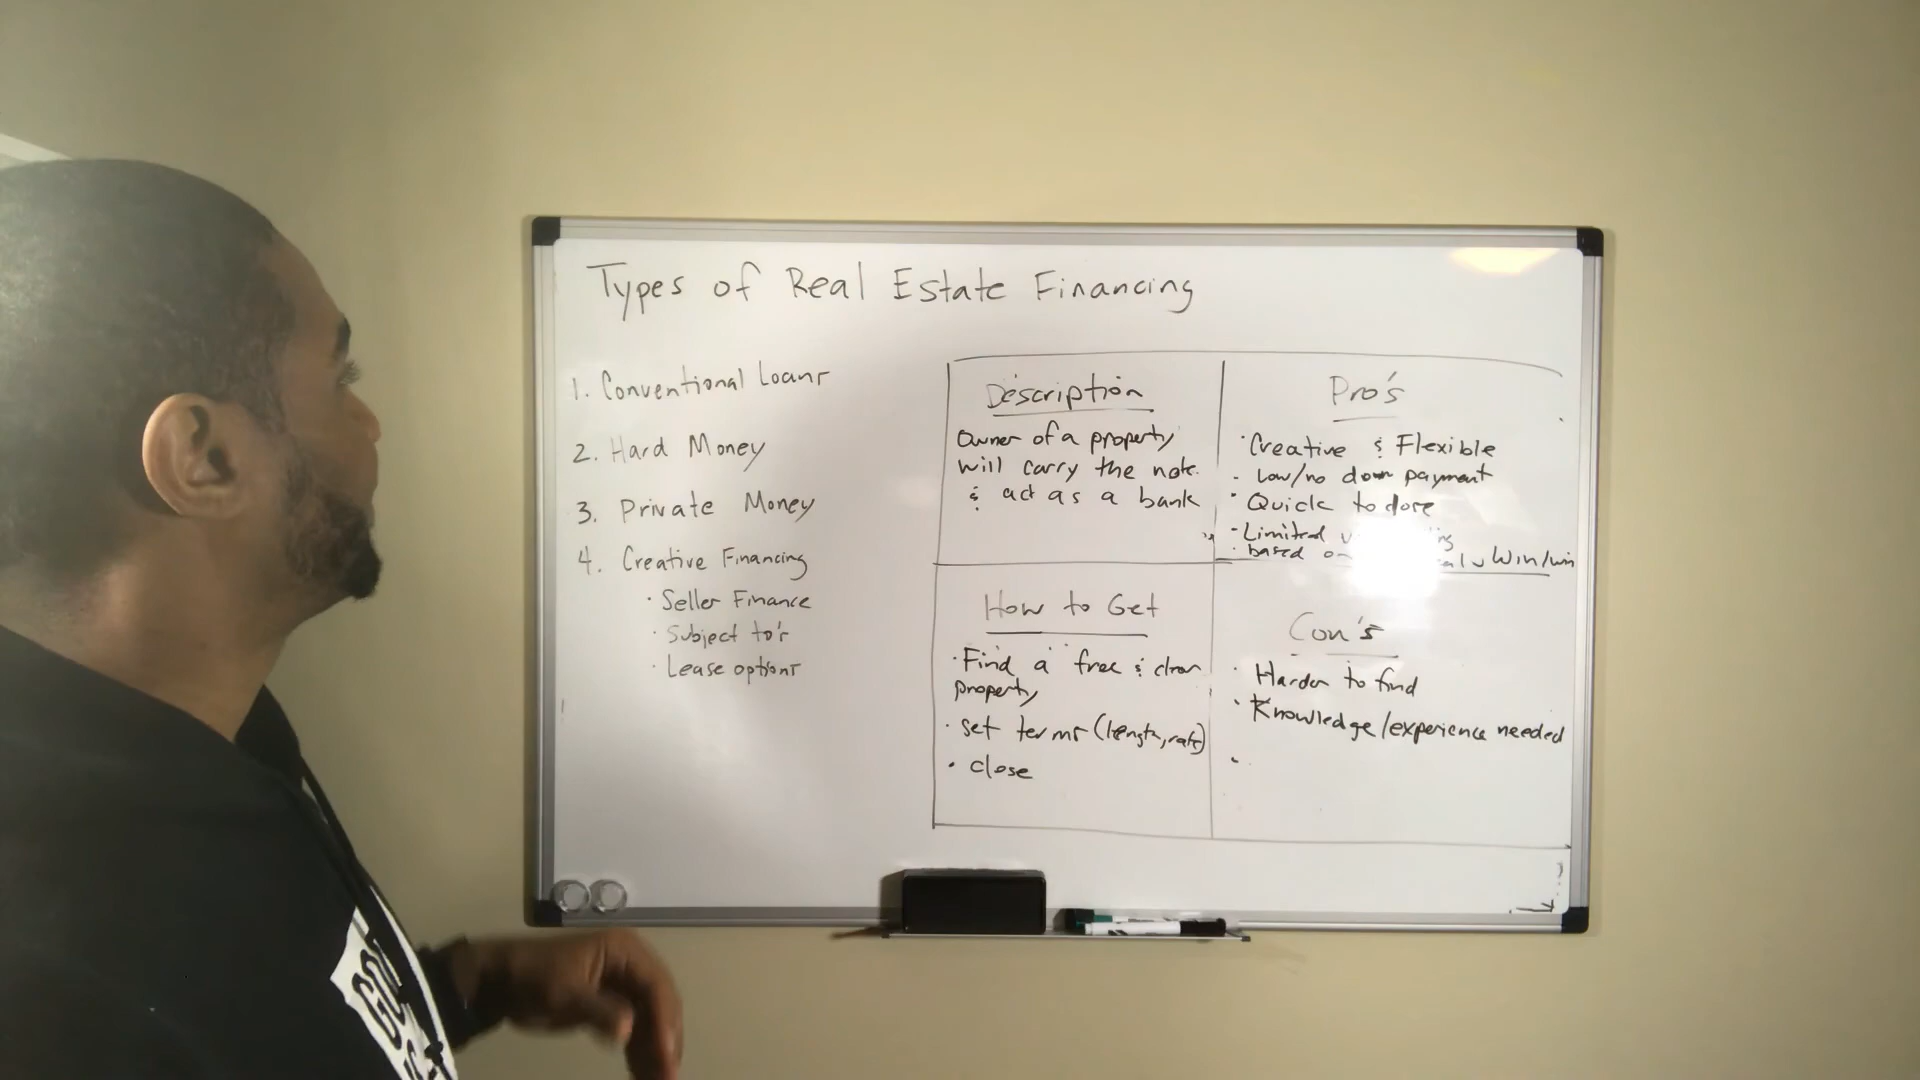 Types of Real Estate Financing
1. Conventional Loans
2. Hard Money
3. Private Money
4. Creative Financing
· Seller Finance
· Subject to's
· Lease options
Description
Owner of a property
will carry the note
& act as a bank
Pro's
· Creative & Flexible
- Low/no down payment
· Quick to close
- Limited
· based on Win/win
How to Get
· Find a free & clear
property
· set terms (length, rate)
· close
Con's
· Harder to find
· Knowledge/experience needed
GOD